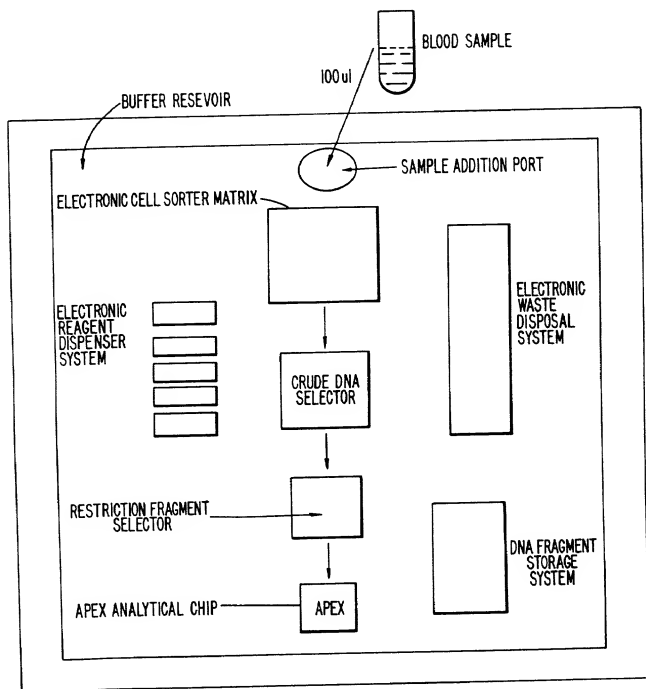 BLOOD SAMPLE
100ul
BUFFER RESEVOIR
SAMPLE ADDITION PORT
ELECTRONIC CELL SORTER MATRIX
ELECTRONIC
REAGENT
DISPENSER
SYSTEM
ELECTRONIC
WASTE
DISPOSAL
SYSTEM
CRUDE DNA
SELECTOR
RESTRICTION FRAGMENT
SELECTOR
DNA FRAGMENT
STORAGE
SYSTEM
APEX ANALYTICAL CHIP
APEX